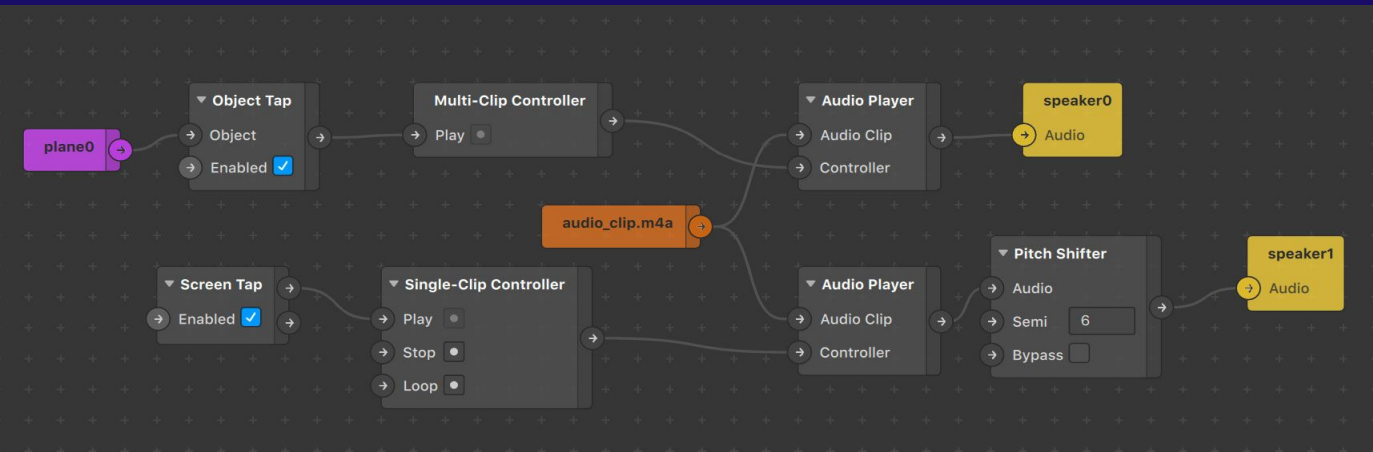 plane0
Object Tap
Object
Enabled
Multi-Clip Controller
Play
Audio Player
Audio Clip
Controller
speaker0
Audio
audio_clip.m4a
Screen Tap
Enabled
Single-Clip Controller
Play
Stop
Loop
Audio Player
Audio Clip
Controller
Pitch Shifter
Audio
Semi 6
Bypass
speaker1
Audio